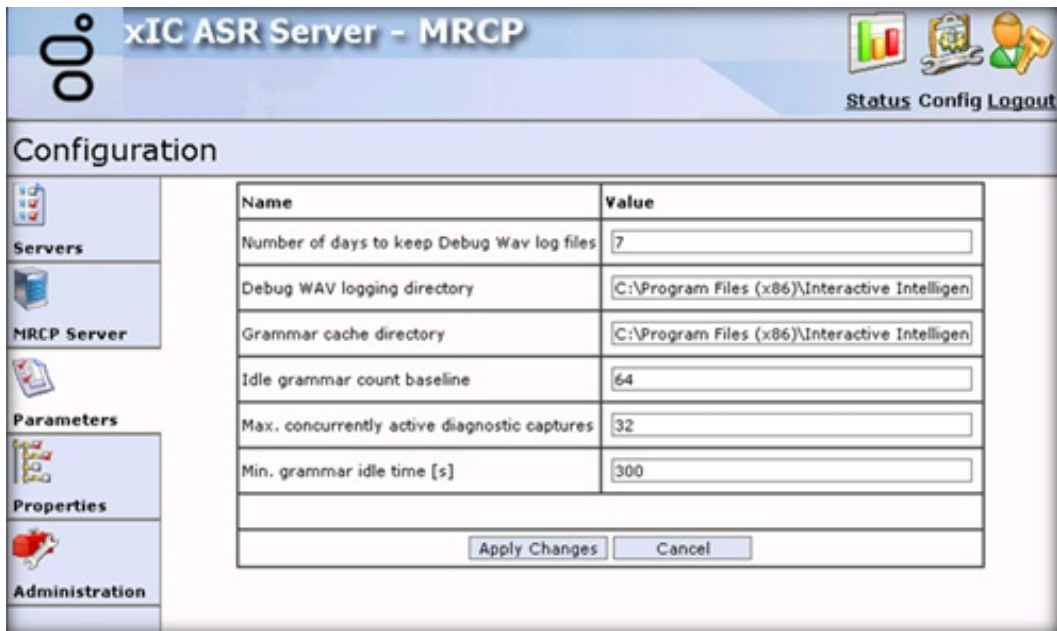 xIC ASR Server - MRCP
Status Config Logout
Configuration
Servers
MRCP Server
Parameters
Properties
Administration
Name Value
Number of days to keep Debug Wav log files 7
Debug WAV logging directory C:\Program Files (x86)\Interactive Intelligen
Grammar cache directory C:\Program Files (x86)\Interactive Intelligen
Idle grammar count baseline 64
Max. concurrently active diagnostic captures 32
Min. grammar idle time [s] 300
Apply Changes Cancel